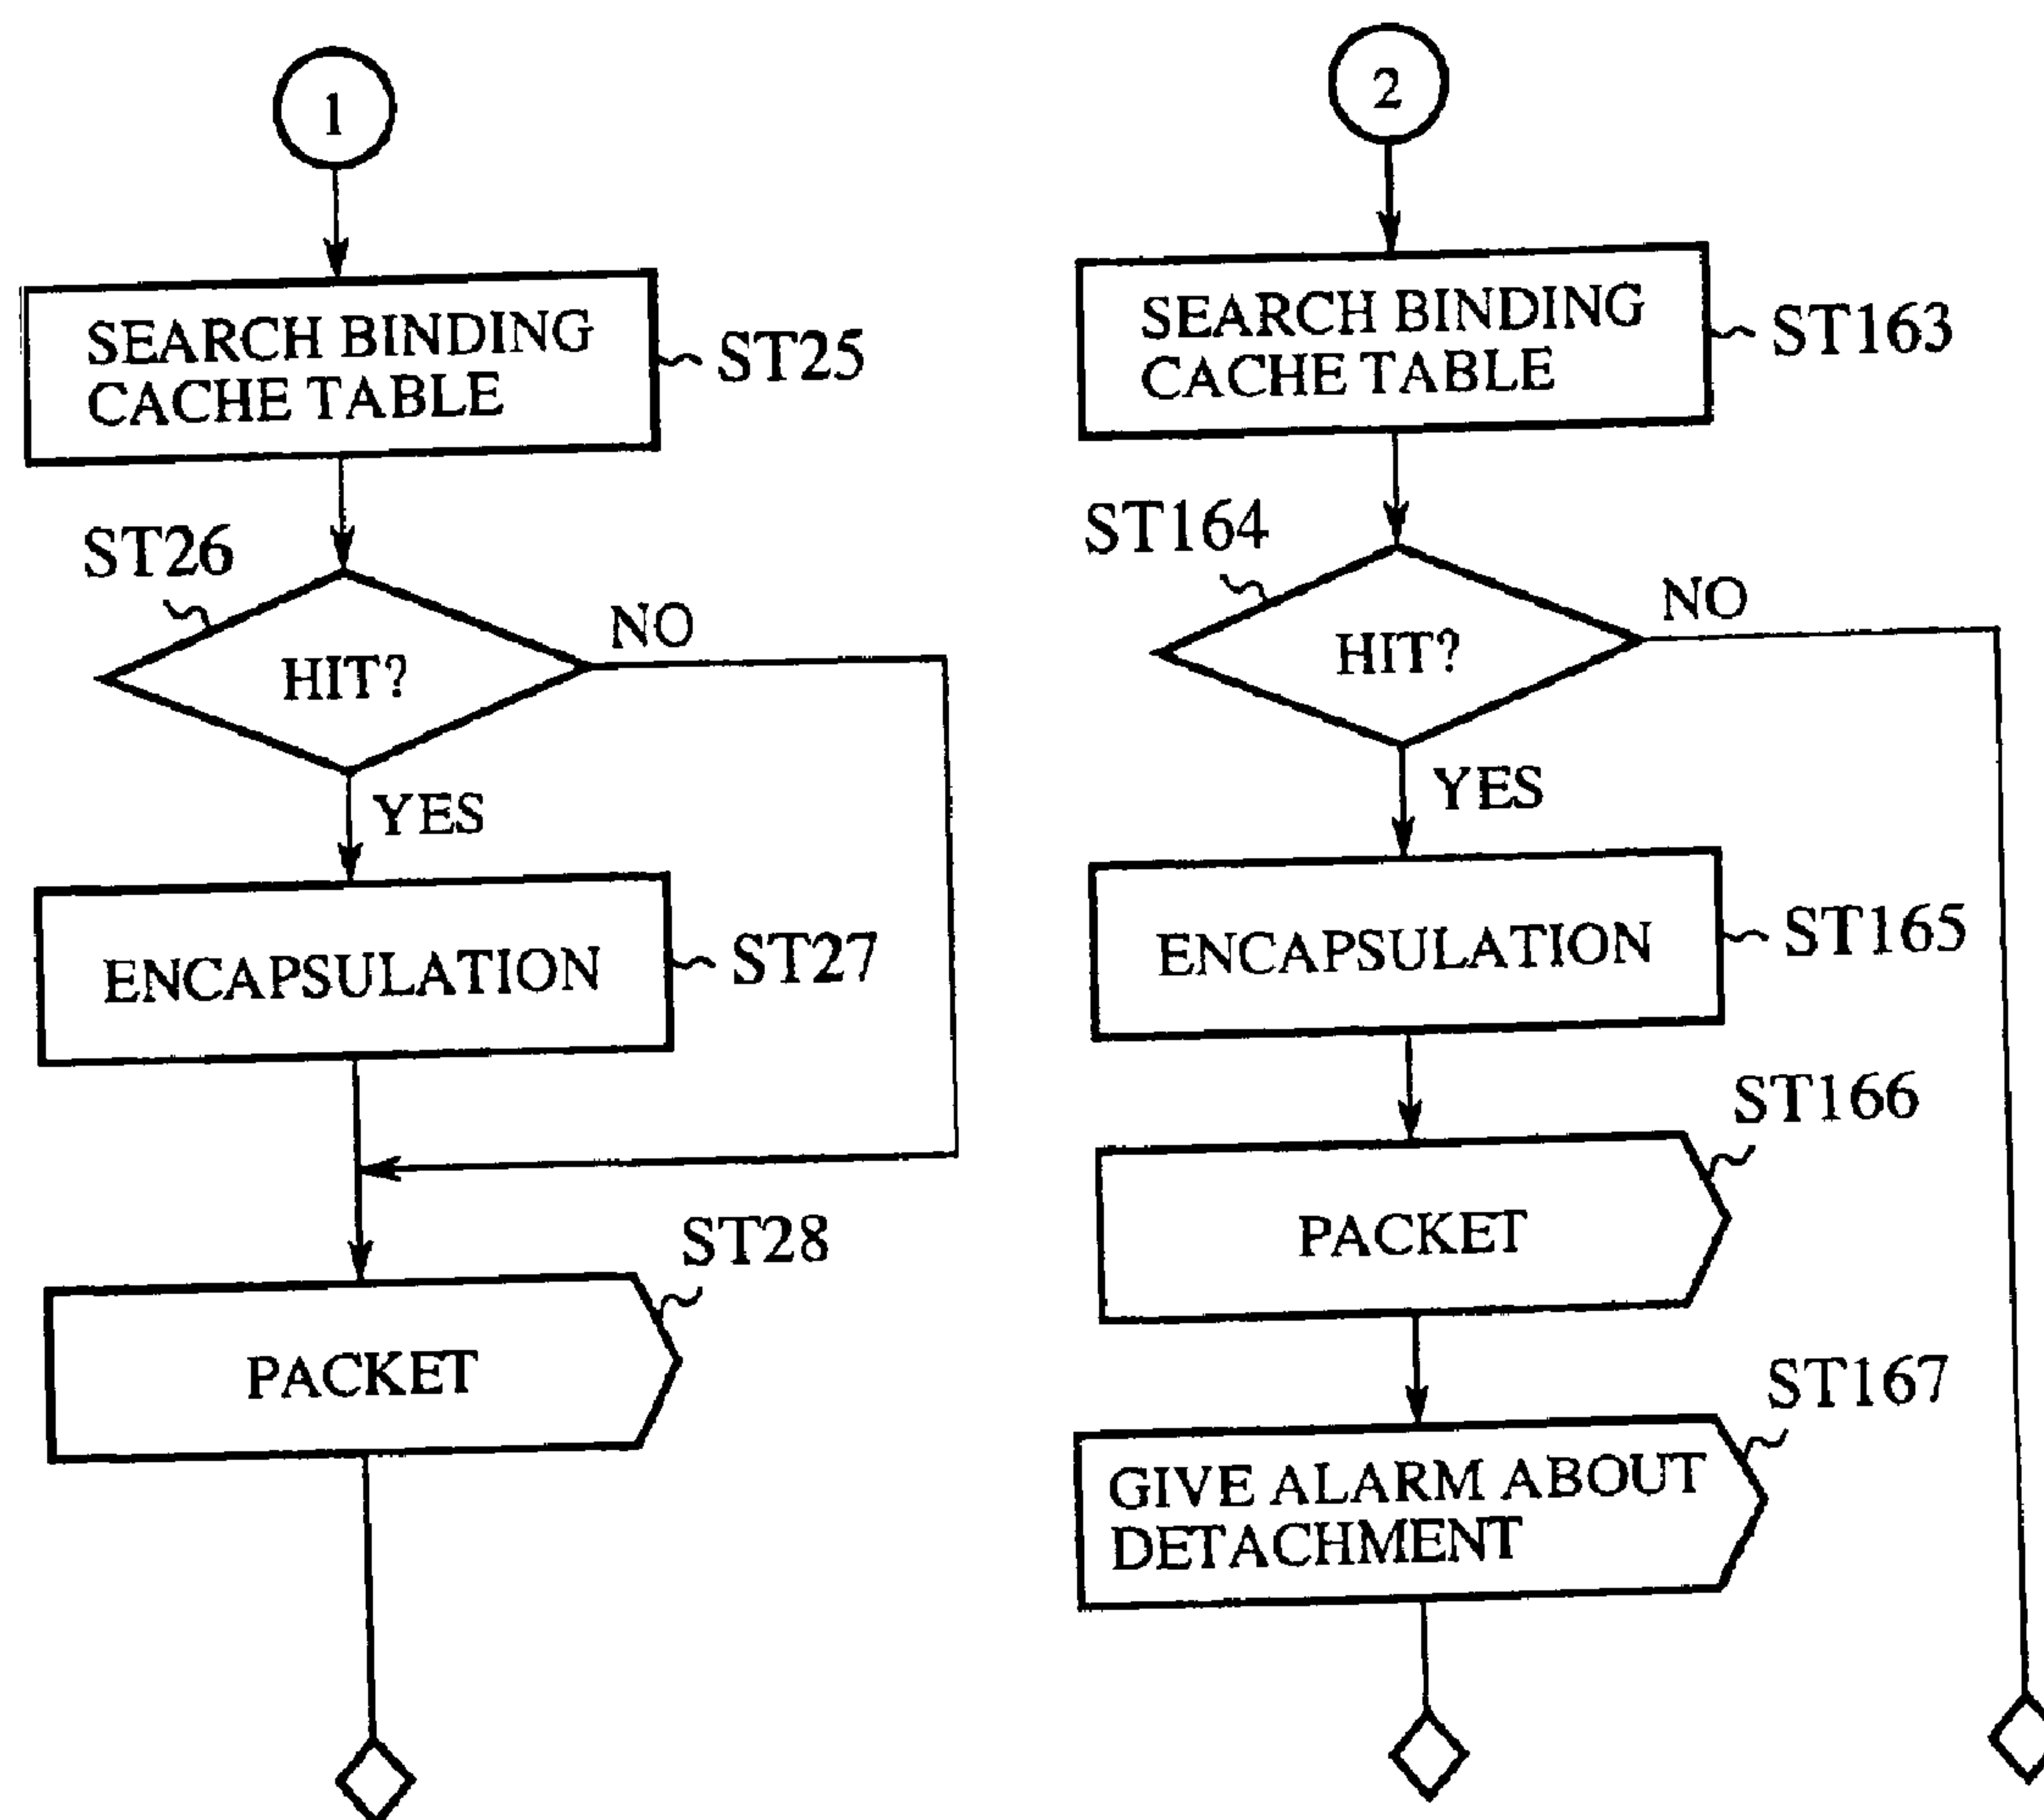 1
SEARCH BINDING
CACHE TABLE
ST25
ST26
HIT?
NO
YES
ENCAPSULATION
ST27
ST28
PACKET
2
SEARCH BINDING
CACHE TABLE
ST163
ST164
HIT?
NO
YES
ENCAPSULATION
ST165
ST166
PACKET
ST167
GIVE ALARM ABOUT
DETACHMENT